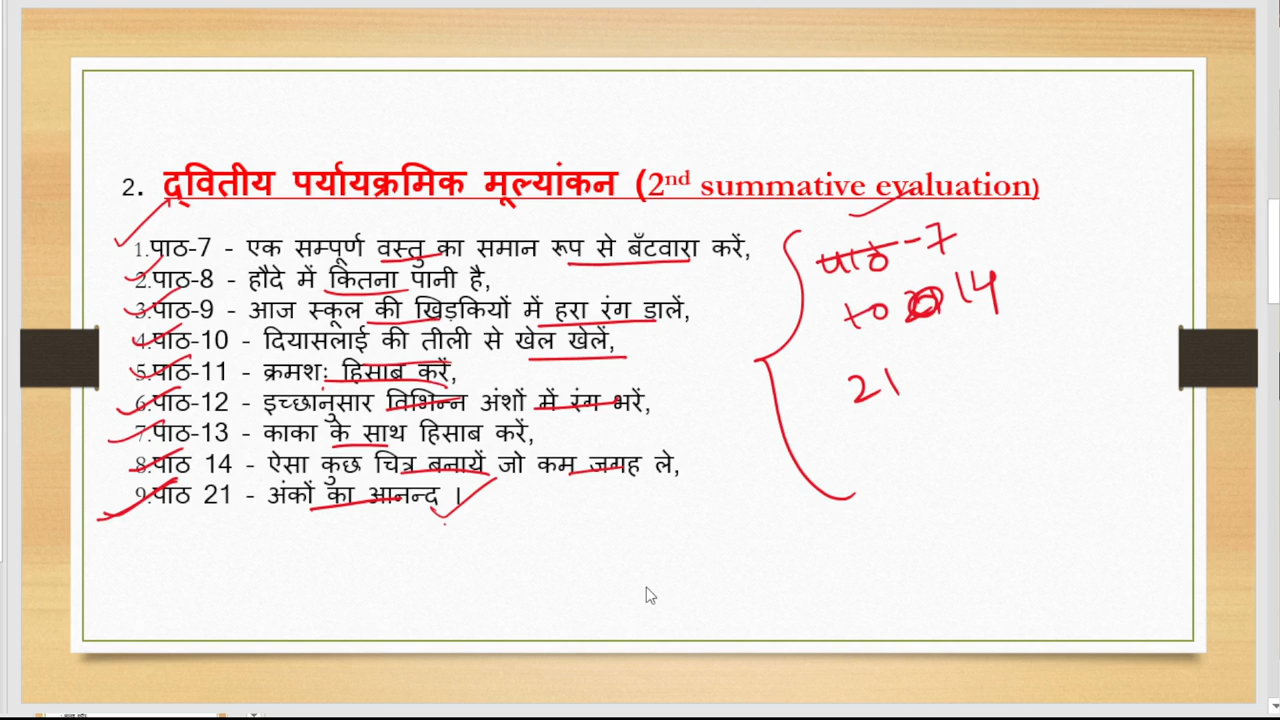 2. द्वितीय पर्यायक्रमिक मूल्यांकन (2nd summative evaluation)
1.पाठ-7 - एक सम्पूर्ण वस्तु का समान रूप से बँटवारा करें,
2.पाठ-8 - हौदे में कितना पानी है,
3.पाठ-9 - आज स्कूल की खिड़कियों में हरा रंग डालें,
4.पाठ-10 - दियासलाई की तीली से खेल खेलें,
5.पाठ-11 - क्रमशः हिसाब करें,
6.पाठ-12 - इच्छानुसार विभिन्न अंशों में रंग भरें,
7.पाठ-13 - काका के साथ हिसाब करें,
8.पाठ 14 - ऐसा कुछ चित्र बनायें जो कम जगह ले,
9.पाठ 21 - अंकों का आनन्द ।
पाठ-7
to 14
21